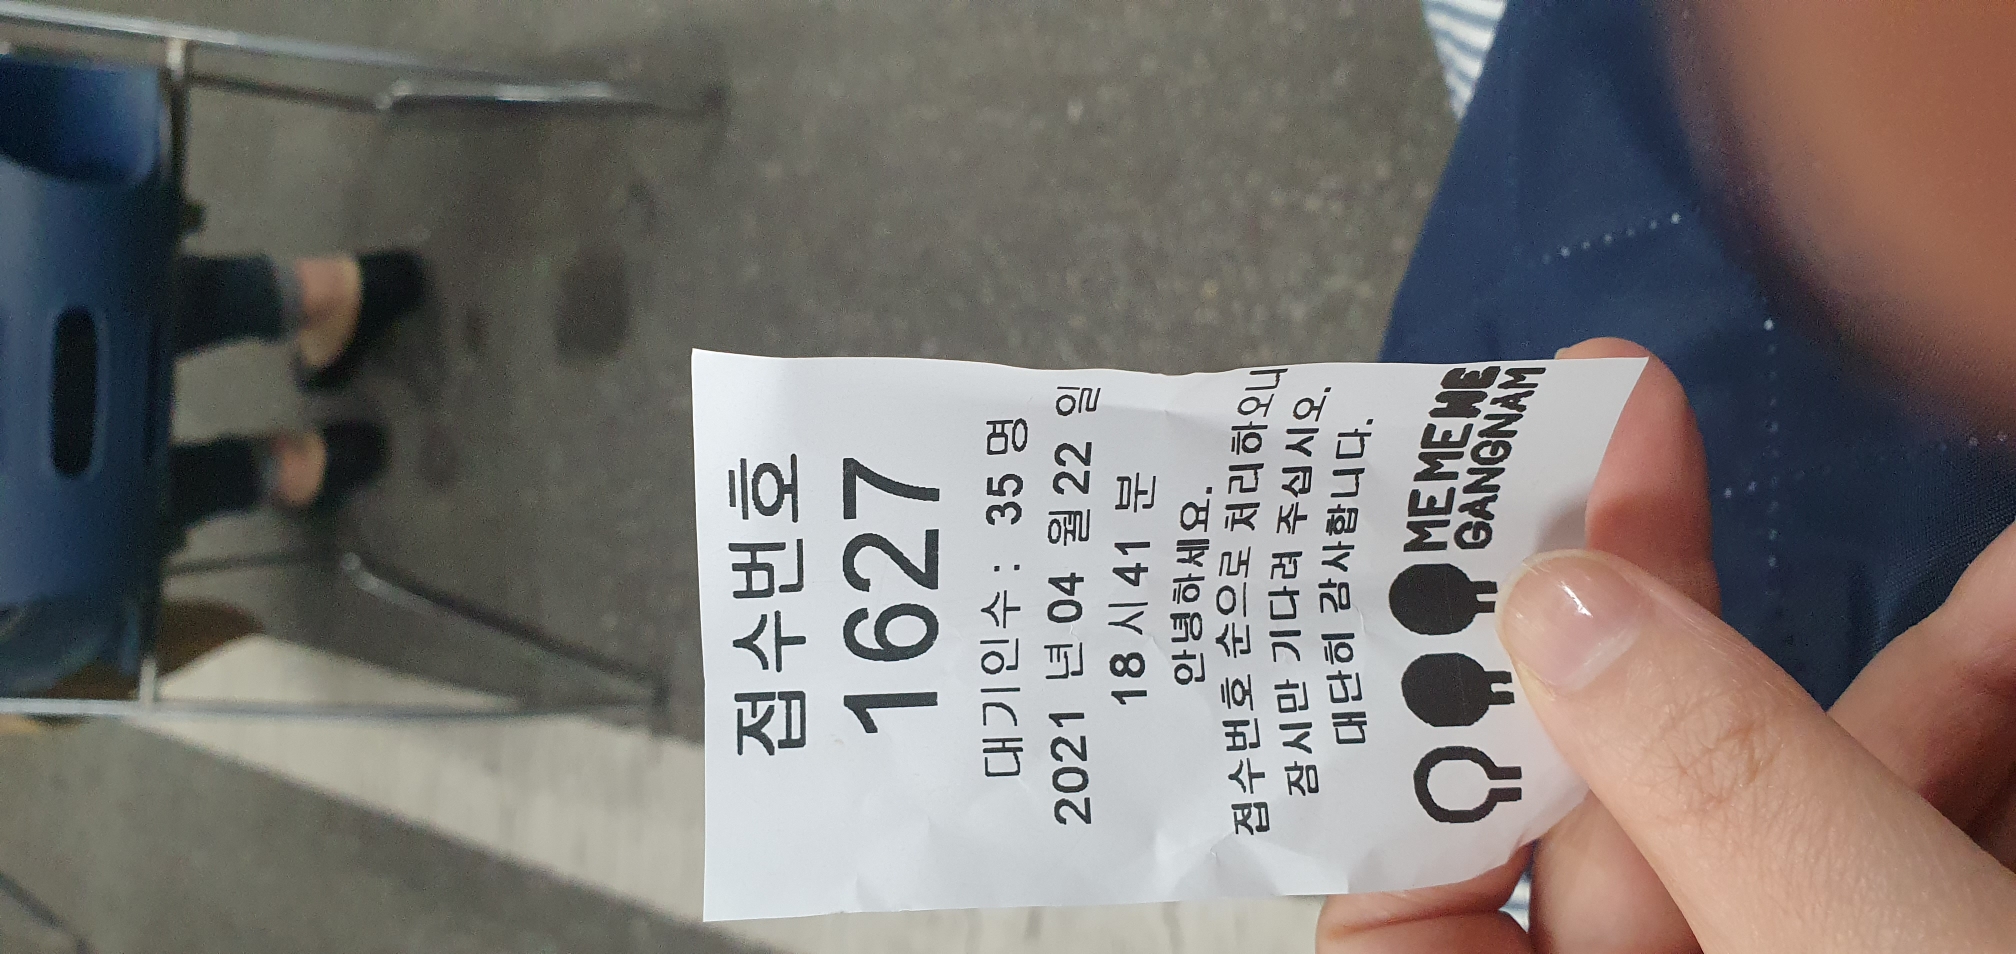 접수번호
1627
대기인수 : 35 명
2021 년 04 월 22 일
18 시 41 분
안녕하세요.
접수번호 순으로 처리하오니
잠시만 기다려 주십시오.
대단히 감사합니다.
MEMEWE
GANGNAM